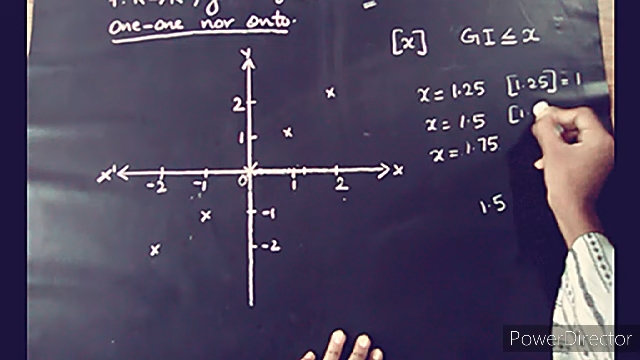 one-one nor onto.
[x] GI ≤ x
x = 1.25 [1.25] = 1
x = 1.5 [1.
x = 1.75
1.5
Y
2
1
X' -2 -1 0 1 2 X
-1
-2
PowerDirector